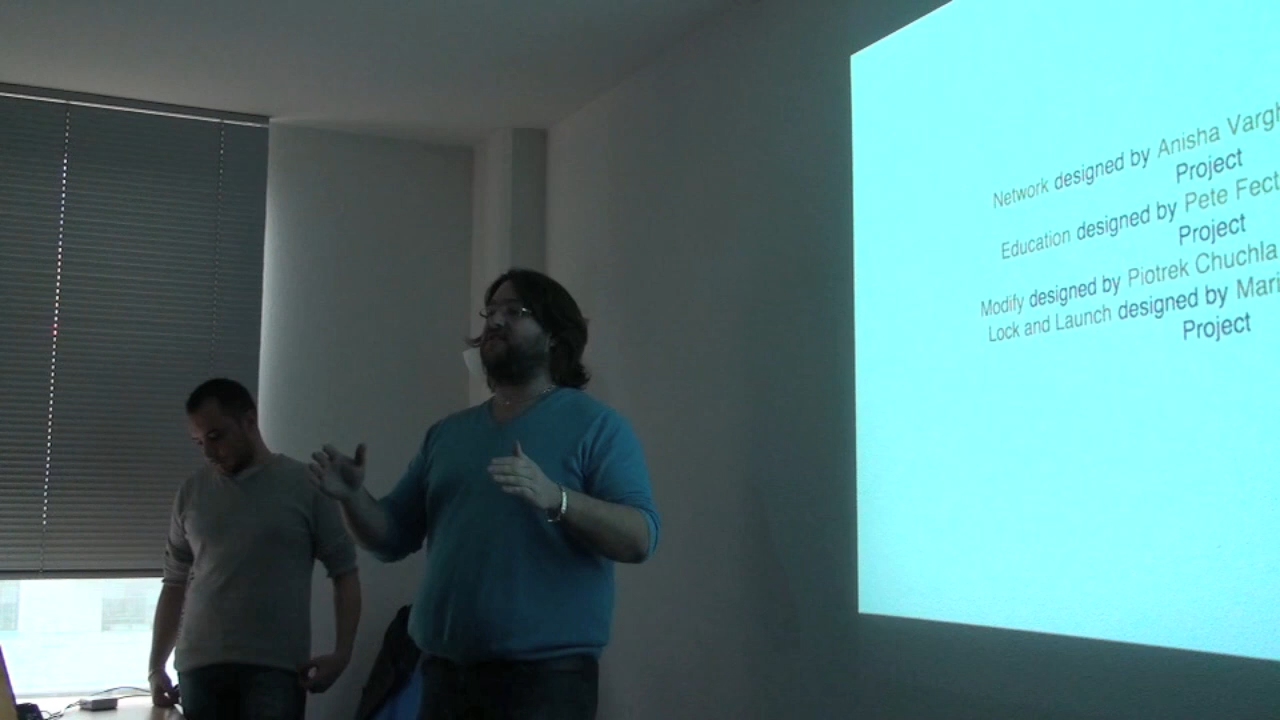 Network designed by Anisha
Project
Education designed by Pete
Project
Modify designed by Piotrek Chuchla
Lock and Launch designed by
Project